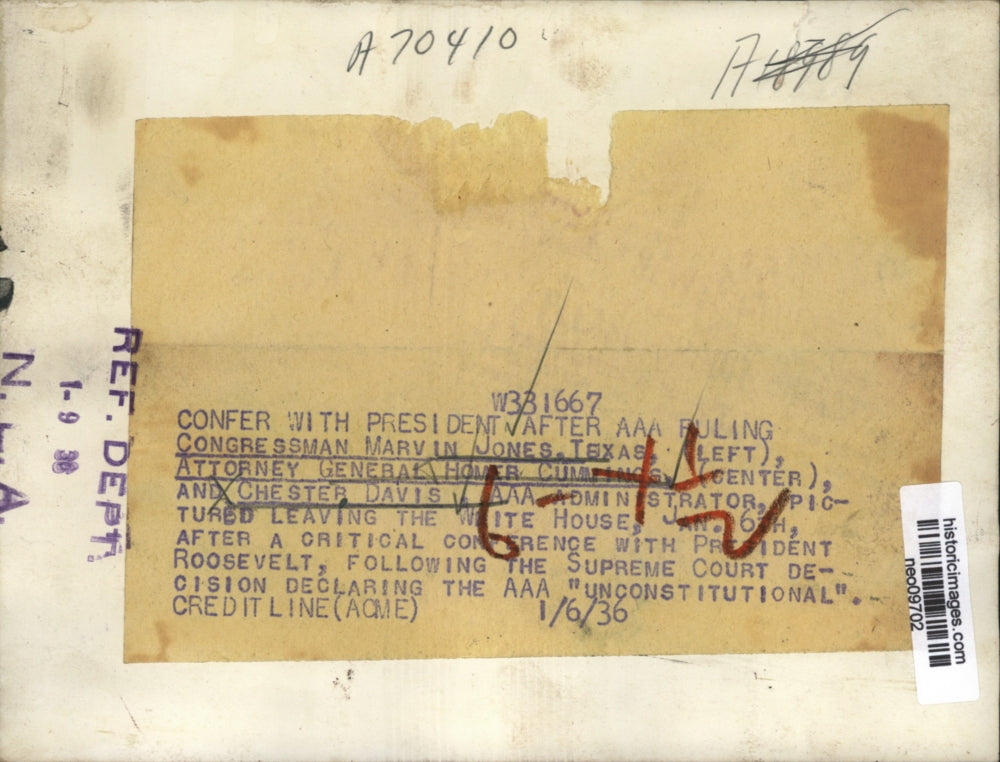 A70410
REF. DEPT.
1-9 36
N.
W331667
CONFER WITH PRESIDENT AFTER AAA RULING
CONGRESSMAN MARVIN JONES, TEXAS, (LEFT),
ATTORNEY GENERAL HOMER CUMMINGS (CENTER),
AND CHESTER DAVIS, AAA ADMINISTRATOR, PIC-
TURED LEAVING THE WHITE HOUSE, JAN. 6TH,
AFTER A CRITICAL CONFERENCE WITH PRESIDENT
ROOSEVELT, FOLLOWING THE SUPREME COURT DE-
CISION DECLARING THE AAA "UNCONSTITUTIONAL".
CREDITLINE(ACME) 1/6/36
historicimages.com
neo09702